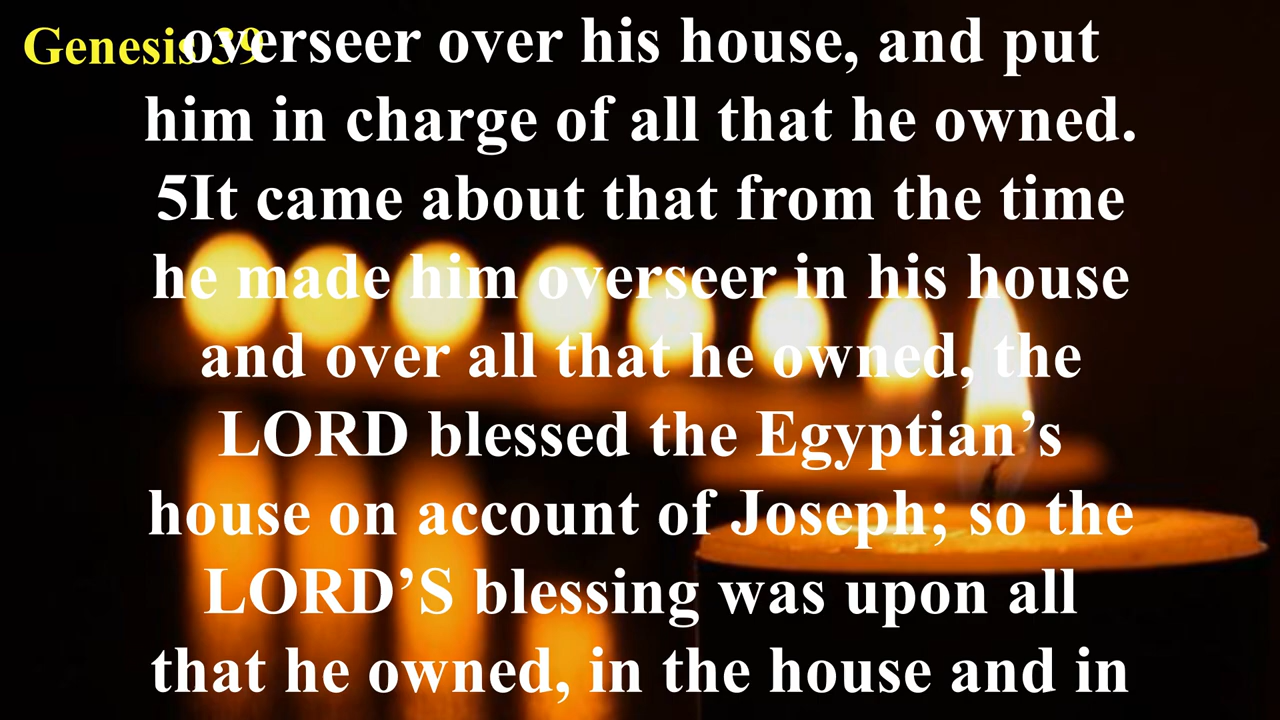 Genesis 39
overseer over his house, and put
him in charge of all that he owned.
5It came about that from the time
he made him overseer in his house
and over all that he owned, the
LORD blessed the Egyptian’s
house on account of Joseph; so the
LORD’S blessing was upon all
that he owned, in the house and in